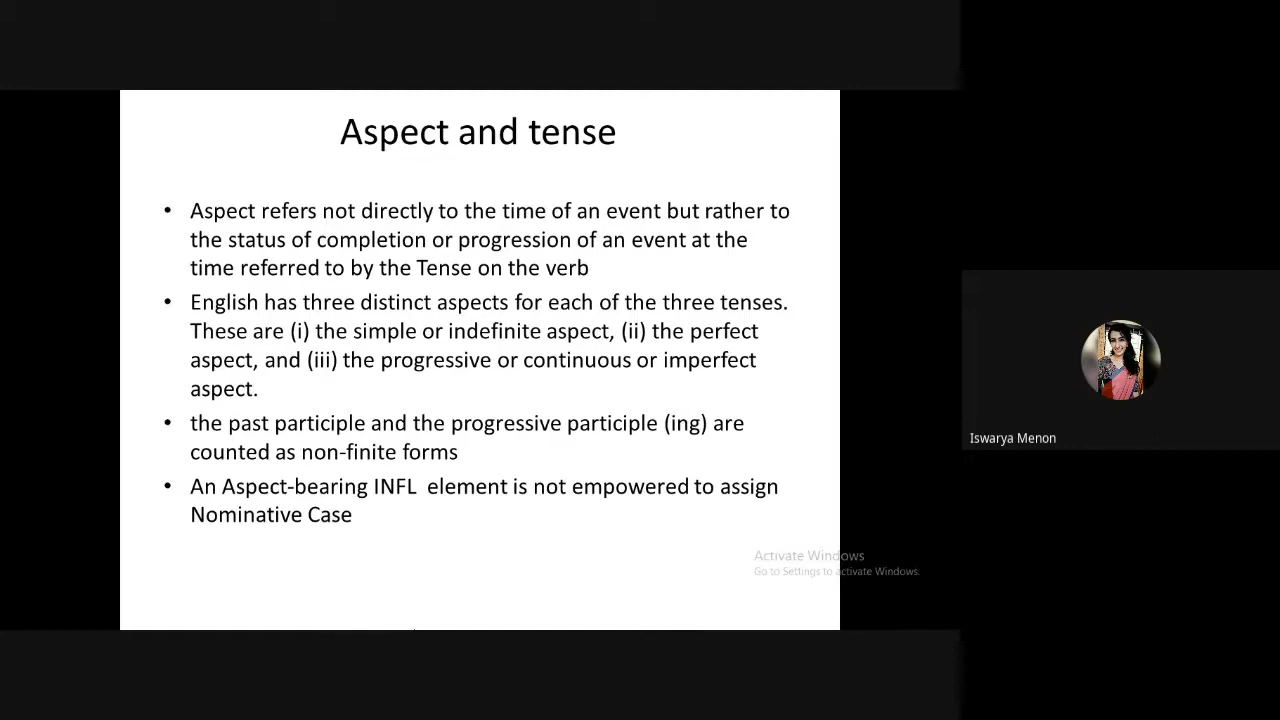 Aspect and tense
• Aspect refers not directly to the time of an event but rather to
the status of completion or progression of an event at the
time referred to by the Tense on the verb
• English has three distinct aspects for each of the three tenses.
These are (i) the simple or indefinite aspect, (ii) the perfect
aspect, and (iii) the progressive or continuous or imperfect
aspect.
• the past participle and the progressive participle (ing) are
counted as non-finite forms
• An Aspect-bearing INFL element is not empowered to assign
Nominative Case
Activate Windows
Go to Settings to activate Windows.
Iswarya Menon